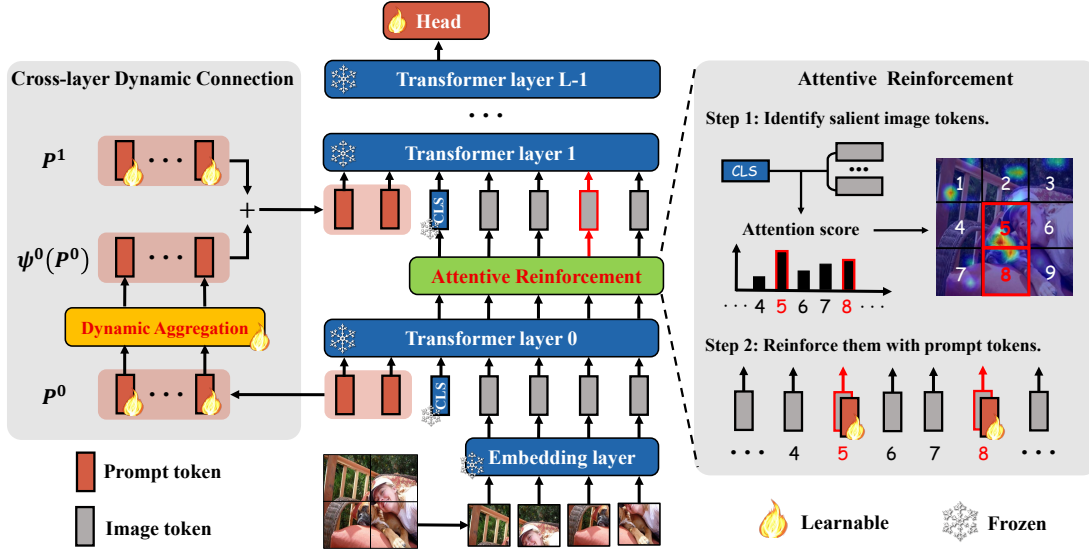 Head
Cross-layer Dynamic Connection
P¹
+
ψ⁰(P⁰)
Dynamic Aggregation
P⁰
Prompt token
Image token
Transformer layer L-1
Transformer layer 1
CLS
Attentive Reinforcement
Transformer layer 0
CLS
Embedding layer
Attentive Reinforcement
Step 1: Identify salient image tokens.
CLS
Attention score
4 5 6 7 8
1 2 3
4 5 6
7 8 9
Step 2: Reinforce them with prompt tokens.
4 5 6 7 8
Learnable
Frozen